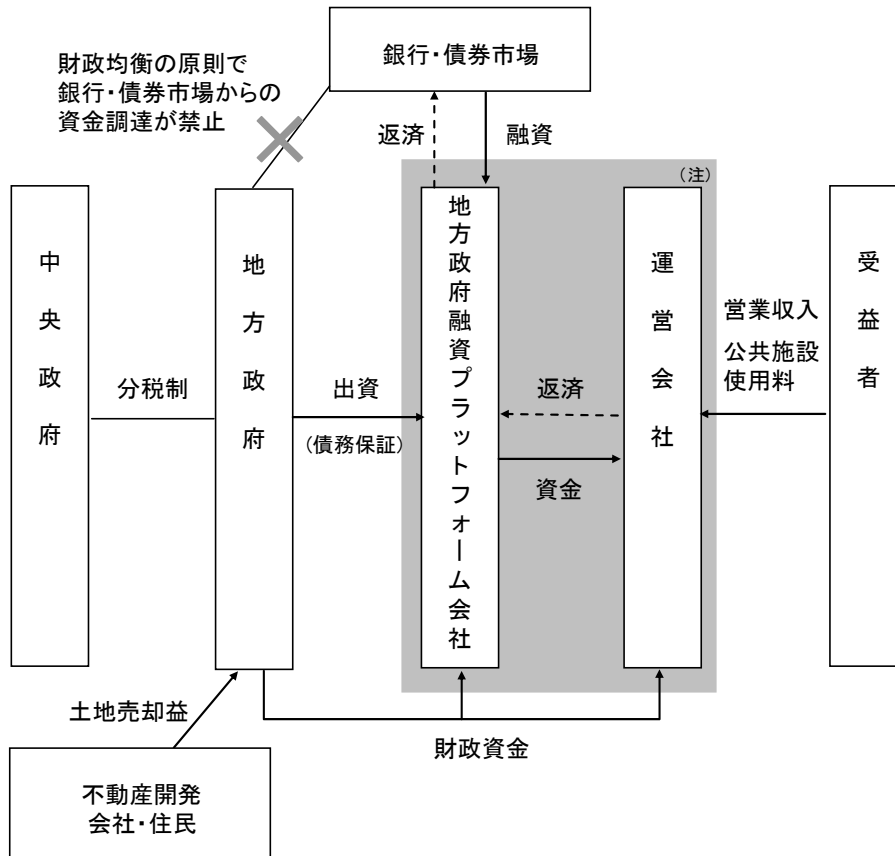 銀行・債券市場
財政均衡の原則で
銀行・債券市場からの
資金調達が禁止
返済
融資
(注)
中央政府
分税制
地方政府
出資
(債務保証)
地方政府融資プラットフォーム会社
返済
資金
運営会社
営業収入
公共施設
使用料
受益者
土地売却益
財政資金
不動産開発
会社・住民